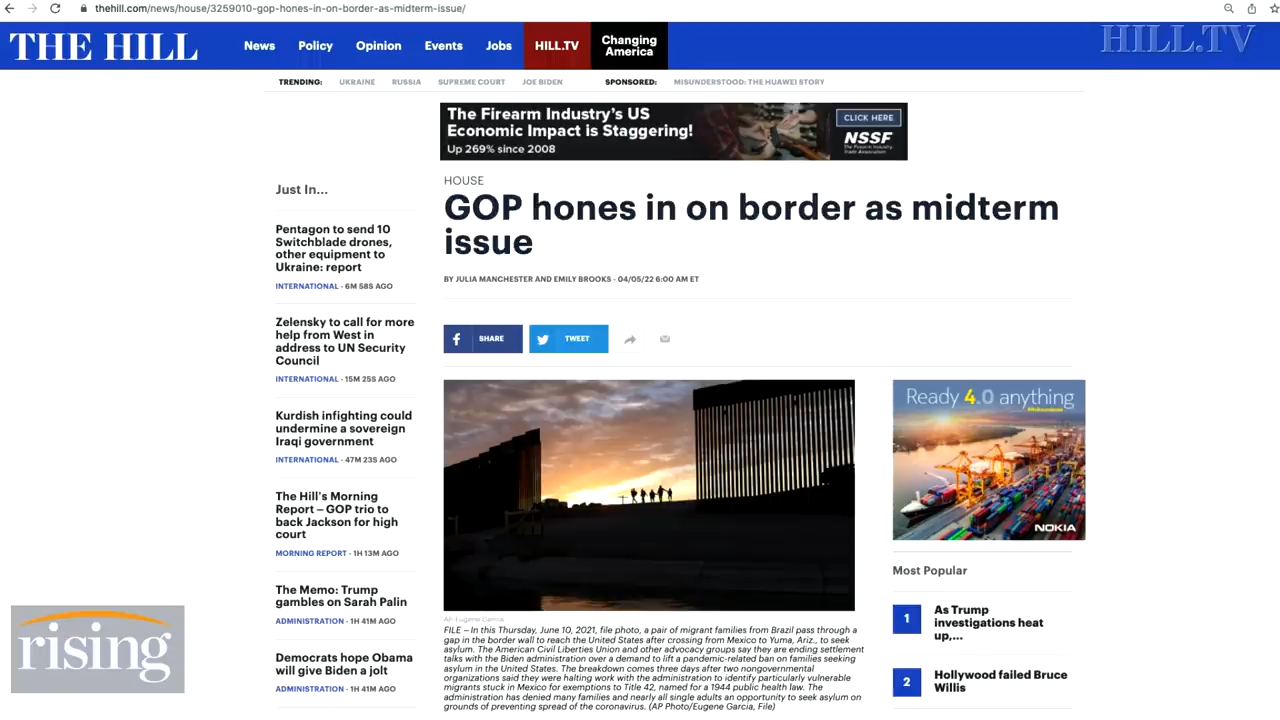 thehill.com/news/house/3259010-gop-hones-in-on-border-as-midterm-issue/
THE HILL
News
Policy
Opinion
Events
Jobs
HILL.TV
Changing
America
HILL.TV
TRENDING:
UKRAINE
RUSSIA
SUPREME COURT
JOE BIDEN
SPONSORED:
MISUNDERSTOOD: THE HUAWEI STORY
The Firearm Industry's US
Economic Impact is Staggering!
Up 269% since 2008
CLICK HERE
NSSF
The Firearm Industry
Trade Association
Just In...
Pentagon to send 10
Switchblade drones,
other equipment to
Ukraine: report
INTERNATIONAL - 6M 58S AGO
Zelensky to call for more
help from West in
address to UN Security
Council
INTERNATIONAL - 15M 25S AGO
Kurdish infighting could
undermine a sovereign
Iraqi government
INTERNATIONAL - 47M 23S AGO
The Hill's Morning
Report – GOP trio to
back Jackson for high
court
MORNING REPORT - 1H 13M AGO
The Memo: Trump
gambles on Sarah Palin
ADMINISTRATION - 1H 41M AGO
Democrats hope Obama
will give Biden a jolt
ADMINISTRATION - 1H 41M AGO
HOUSE
GOP hones in on border as midterm
issue
BY JULIA MANCHESTER AND EMILY BROOKS - 04/05/22 6:00 AM ET
SHARE
TWEET
AP/Eugene Garcia
FILE – In this Thursday, June 10, 2021, file photo, a pair of migrant families from Brazil pass through a
gap in the border wall to reach the United States after crossing from Mexico to Yuma, Ariz., to seek
asylum. The American Civil Liberties Union and other advocacy groups say they are ending settlement
talks with the Biden administration over a demand to lift a pandemic-related ban on families seeking
asylum in the United States. The breakdown comes three days after two nongovernmental
organizations said they were halting work with the administration to identify particularly vulnerable
migrants stuck in Mexico for exemptions to Title 42, named for a 1944 public health law. The
administration has denied many families and nearly all single adults an opportunity to seek asylum on
grounds of preventing spread of the coronavirus. (AP Photo/Eugene Garcia, File)
Ready 4.0 anything
NOKIA
Most Popular
1
As Trump
investigations heat
up,...
2
Hollywood failed Bruce
Willis
rising